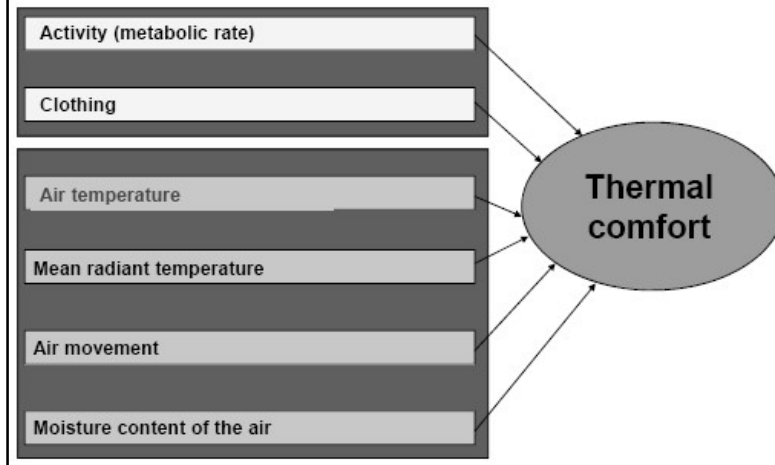 Activity (metabolic rate)
Clothing
Air temperature
Mean radiant temperature
Air movement
Moisture content of the air
Thermal
comfort